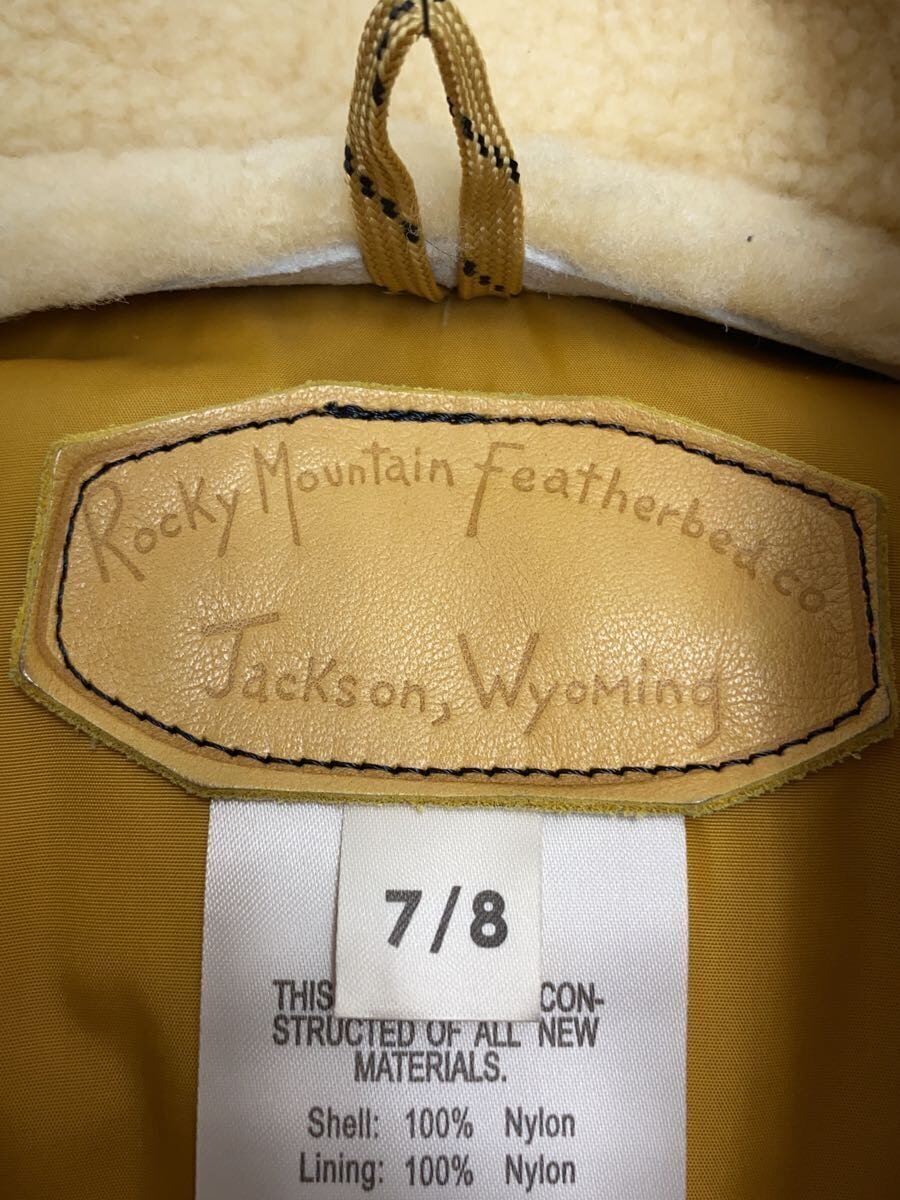 Rocky Mountain Featherbed co
Jackson, Wyoming
7/8
THIS CON-
STRUCTED OF ALL NEW
MATERIALS.
Shell: 100% Nylon
Lining: 100% Nylon